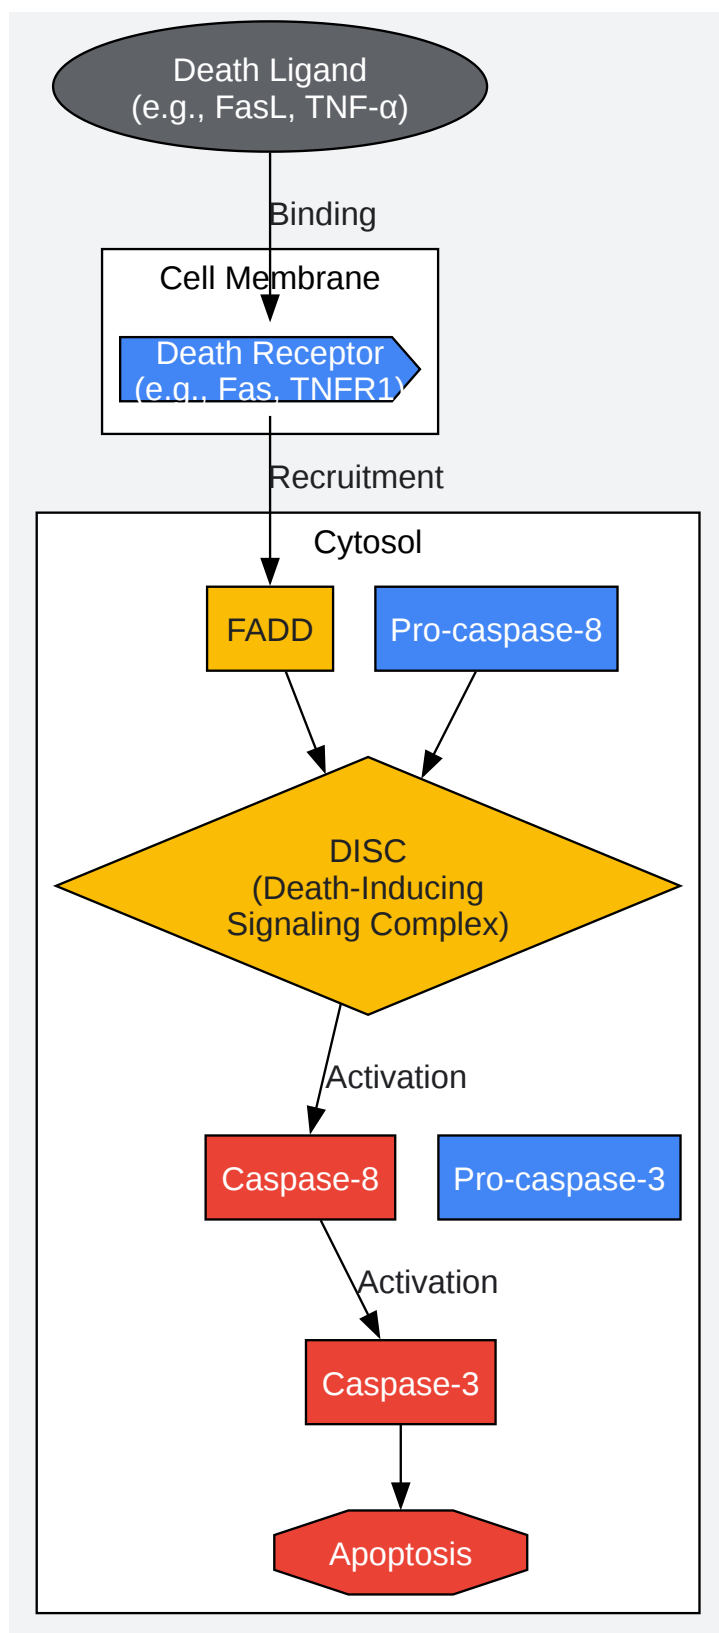 Death Ligand
(e.g., FasL, TNF-α)
Binding
Cell Membrane
Death Receptor
(e.g., Fas, TNFR1)
Recruitment
Cytosol
FADD
Pro-caspase-8
DISC
(Death-Inducing
Signaling Complex)
Activation
Caspase-8
Pro-caspase-3
Activation
Caspase-3
Apoptosis